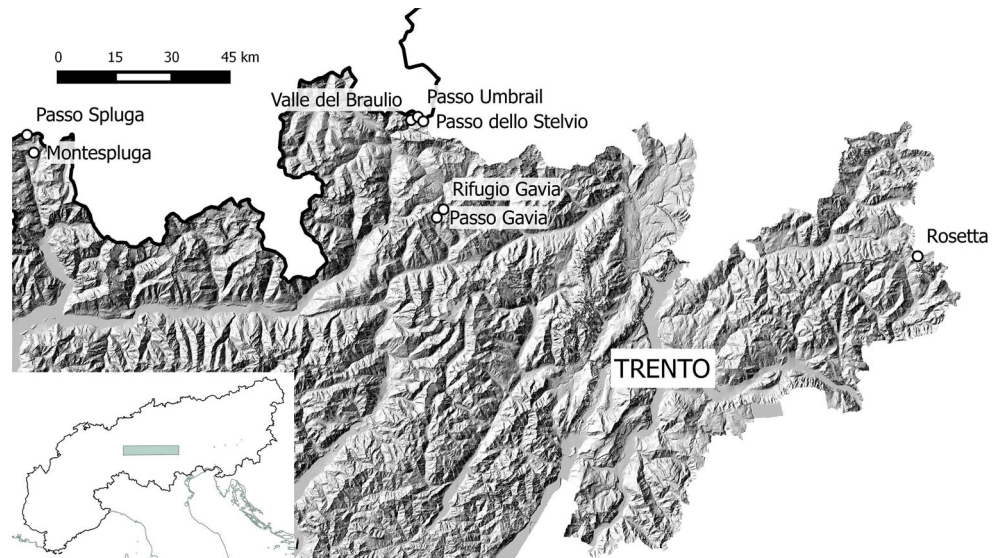 0 15 30 45 km
Passo Spluga
Montespluga
Valle del Braulio
Passo Umbrail
Passo dello Stelvio
Rifugio Gavia
Passo Gavia
Rosetta
TRENTO